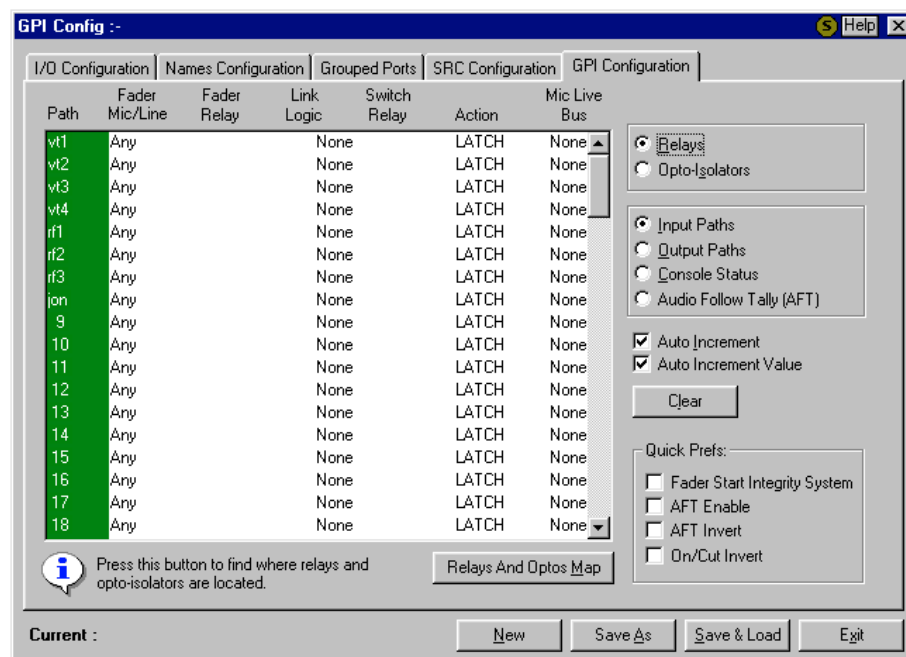 GPI Config :-
S Help X
I/O Configuration Names Configuration Grouped Ports SRC Configuration GPI Configuration
Path Fader Mic/Line Fader Relay Link Logic Switch Relay Action Mic Live Bus
vt1 Any None LATCH None
vt2 Any None LATCH None
vt3 Any None LATCH None
vt4 Any None LATCH None
rf1 Any None LATCH None
rf2 Any None LATCH None
rf3 Any None LATCH None
jon Any None LATCH None
9 Any None LATCH None
10 Any None LATCH None
11 Any None LATCH None
12 Any None LATCH None
13 Any None LATCH None
14 Any None LATCH None
15 Any None LATCH None
16 Any None LATCH None
17 Any None LATCH None
18 Any None LATCH None
Relays
Opto-Isolators
Input Paths
Output Paths
Console Status
Audio Follow Tally (AFT)
Auto Increment
Auto Increment Value
Clear
Quick Prefs:
Fader Start Integrity System
AFT Enable
AFT Invert
On/Cut Invert
Press this button to find where relays and
opto-isolators are located.
Relays And Optos Map
Current :
New Save As Save & Load Exit